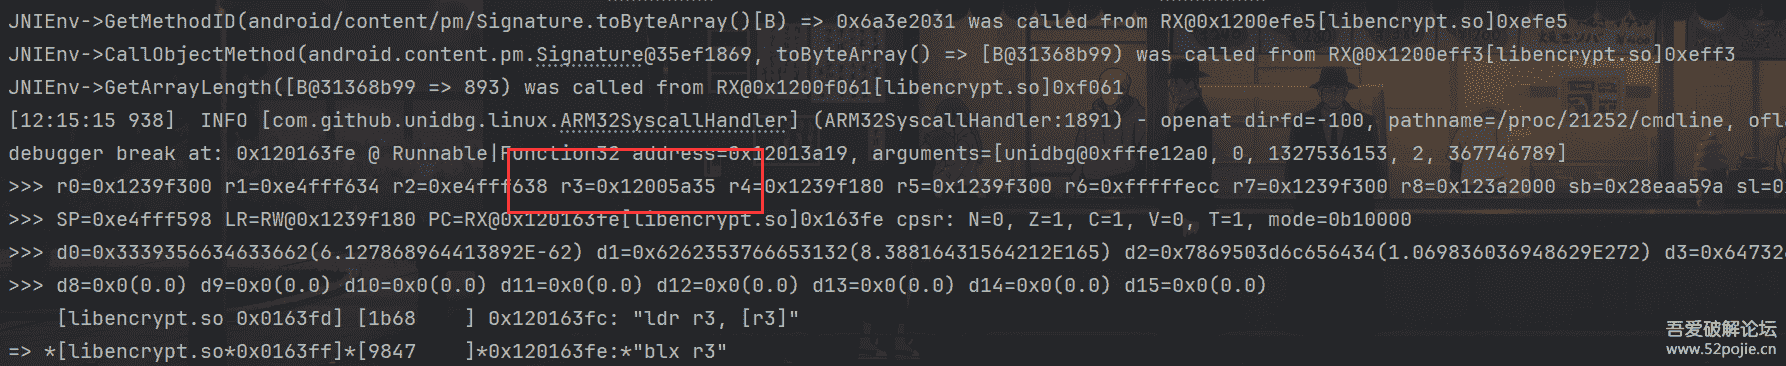 JNIEnv->GetMethodID(android/content/pm/Signature.toByteArray()[B) => 0x6a3e2031 was called from RX@0x1200efe5[libencrypt.so]0xefe5
JNIEnv->CallObjectMethod(android.content.pm.Signature@35ef1869, toByteArray() => [B@31368b99) was called from RX@0x1200eff3[libencrypt.so]0xeff3
JNIEnv->GetArrayLength([B@31368b99 => 893) was called from RX@0x1200f061[libencrypt.so]0xf061
[12:15:15 938]  INFO [com.github.unidbg.linux.ARM32SyscallHandler] (ARM32SyscallHandler:1891) - openat dirfd=-100, pathname=/proc/21252/cmdline, ofla
debugger break at: 0x120163fe @ Runnable|Function32 address=0x12013a19, arguments=[unidbg@0xfffe12a0, 0, 1327536153, 2, 367746789]
>>> r0=0x1239f300 r1=0xe4fff634 r2=0xe4fff638 r3=0x12005a35 r4=0x1239f180 r5=0x1239f300 r6=0xfffffecc r7=0x1239f300 r8=0x123a2000 sb=0x28eaa59a sl=0x
>>> SP=0xe4fff598 LR=RW@0x1239f180 PC=RX@0x120163fe[libencrypt.so]0x163fe cpsr: N=0, Z=1, C=1, V=0, T=1, mode=0b10000
>>> d0=0x3339356634633662(6.127868964413892E-62) d1=0x6262353766653132(8.38816431564212E165) d2=0x7869503d6c656434(1.069836036948629E272) d3=0x647324
>>> d8=0x0(0.0) d9=0x0(0.0) d10=0x0(0.0) d11=0x0(0.0) d12=0x0(0.0) d13=0x0(0.0) d14=0x0(0.0) d15=0x0(0.0)
[libencrypt.so 0x0163fd] [1b68    ] 0x120163fc: "ldr r3, [r3]"
=> *[libencrypt.so*0x0163ff]*[9847    ]*0x120163fe:*"blx r3"
吾爱破解论坛
www.52pojie.cn